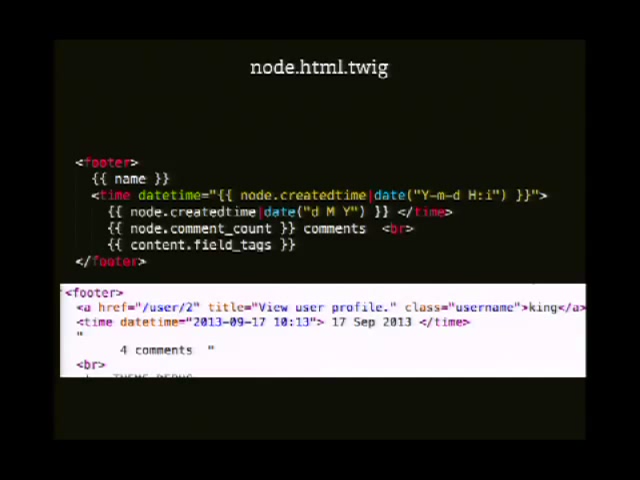 node.html.twig
<footer>
{{ name }}
<time datetime="{{ node.createdtime|date("Y-m-d H:i") }}">
{{ node.createdtime|date("d M Y") }} </time>
{{ node.comment_count }} comments <br>
{{ content.field_tags }}
</footer>
<footer>
<a href="/user/2" title="View user profile." class="username">king</a>
<time datetime="2013-09-17 10:13"> 17 Sep 2013 </time>
"
4 comments "
<br>